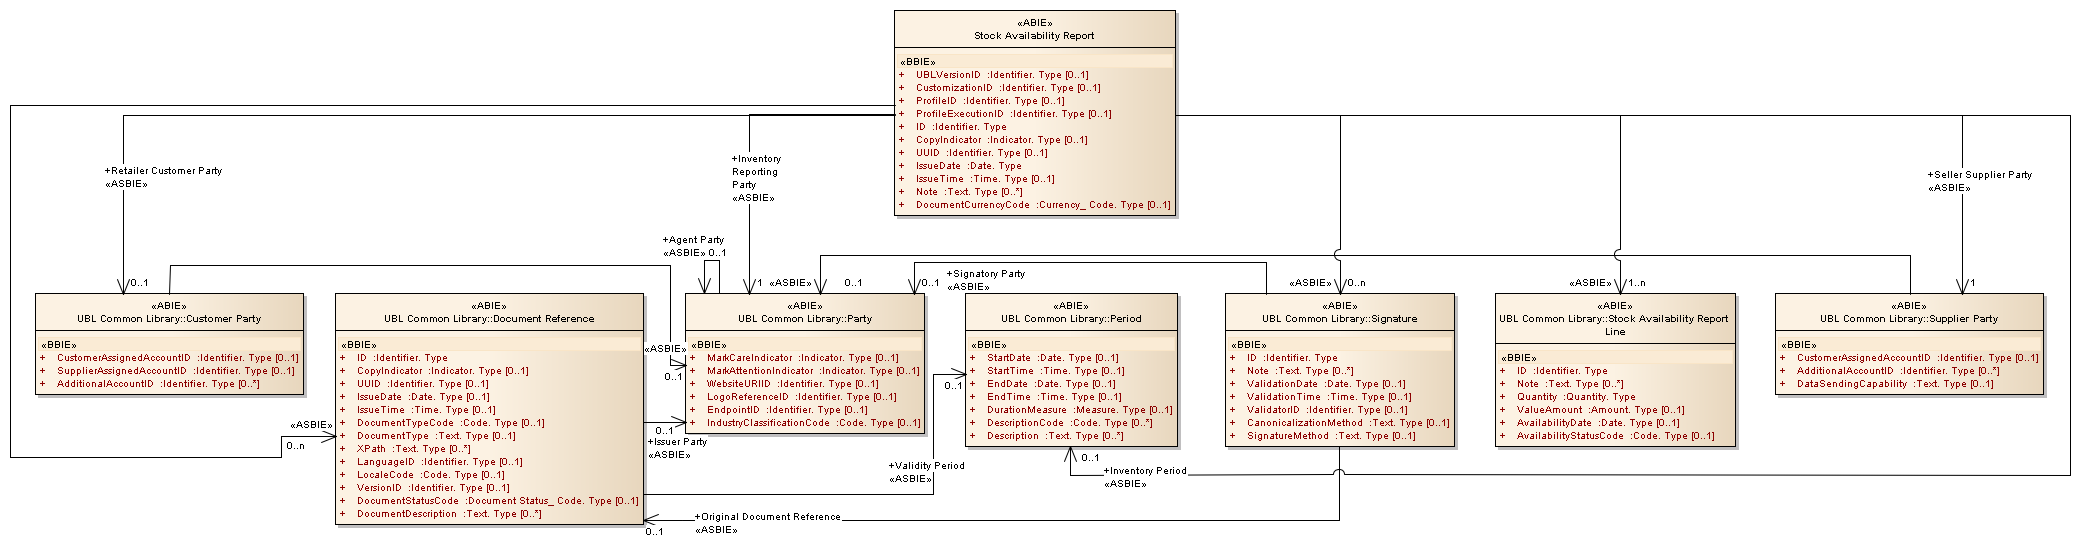 «ABIE»
Stock Availability Report
«BBIE»
+ UBLVersionID :Identifier. Type [0..1]
+ CustomizationID :Identifier. Type [0..1]
+ ProfileID :Identifier. Type [0..1]
+ ProfileExecutionID :Identifier. Type [0..1]
+ ID :Identifier. Type
+ CopyIndicator :Indicator. Type [0..1]
+ UUID :Identifier. Type [0..1]
+ IssueDate :Date. Type
+ IssueTime :Time. Type [0..1]
+ Note :Text. Type [0..*]
+ DocumentCurrencyCode :Currency_ Code. Type [0..1]
+Retailer Customer Party
«ASBIE»
0..1
+Inventory
Reporting
Party
«ASBIE»
1
+Seller Supplier Party
«ASBIE»
1
+Agent Party
«ASBIE» 0..1
«ASBIE»
0..1
+Signatory Party
«ASBIE»
0..1
«ASBIE»
0..n
«ASBIE»
1..n
«ABIE»
UBL Common Library::Customer Party
«BBIE»
+ CustomerAssignedAccountID :Identifier. Type [0..1]
+ SupplierAssignedAccountID :Identifier. Type [0..1]
+ AdditionalAccountID :Identifier. Type [0..*]
«ABIE»
UBL Common Library::Document Reference
«BBIE»
+ ID :Identifier. Type
+ CopyIndicator :Indicator. Type [0..1]
+ UUID :Identifier. Type [0..1]
+ IssueDate :Date. Type [0..1]
+ IssueTime :Time. Type [0..1]
+ DocumentTypeCode :Code. Type [0..1]
+ DocumentType :Text. Type [0..1]
+ XPath :Text. Type [0..*]
+ LanguageID :Identifier. Type [0..1]
+ LocaleCode :Code. Type [0..1]
+ VersionID :Identifier. Type [0..1]
+ DocumentStatusCode :Document Status_ Code. Type [0..1]
+ DocumentDescription :Text. Type [0..*]
«ABIE»
UBL Common Library::Party
«BBIE»
+ MarkCareIndicator :Indicator. Type [0..1]
+ MarkAttentionIndicator :Indicator. Type [0..1]
+ WebsiteURIID :Identifier. Type [0..1]
+ LogoReferenceID :Identifier. Type [0..1]
+ EndpointID :Identifier. Type [0..1]
+ IndustryClassificationCode :Code. Type [0..1]
«ABIE»
UBL Common Library::Period
«BBIE»
+ StartDate :Date. Type [0..1]
+ StartTime :Time. Type [0..1]
+ EndDate :Date. Type [0..1]
+ EndTime :Time. Type [0..1]
+ DurationMeasure :Measure. Type [0..1]
+ DescriptionCode :Code. Type [0..*]
+ Description :Text. Type [0..*]
«ABIE»
UBL Common Library::Signature
«BBIE»
+ ID :Identifier. Type
+ Note :Text. Type [0..*]
+ ValidationDate :Date. Type [0..1]
+ ValidationTime :Time. Type [0..1]
+ ValidatorID :Identifier. Type [0..1]
+ CanonicalizationMethod :Text. Type [0..1]
+ SignatureMethod :Text. Type [0..1]
«ABIE»
UBL Common Library::Stock Availability Report
Line
«BBIE»
+ ID :Identifier. Type
+ Note :Text. Type [0..*]
+ Quantity :Quantity. Type
+ ValueAmount :Amount. Type [0..1]
+ AvailabilityDate :Date. Type [0..1]
+ AvailabilityStatusCode :Code. Type [0..1]
«ABIE»
UBL Common Library::Supplier Party
«BBIE»
+ CustomerAssignedAccountID :Identifier. Type [0..1]
+ AdditionalAccountID :Identifier. Type [0..*]
+ DataSendingCapability :Text. Type [0..1]
«ASBIE»
0..1
«ASBIE»
0..n
0..1
+Issuer Party
«ASBIE»
0..1
+Validity Period
«ASBIE»
0..1
+Inventory Period
«ASBIE»
+Original Document Reference
«ASBIE»
0..1